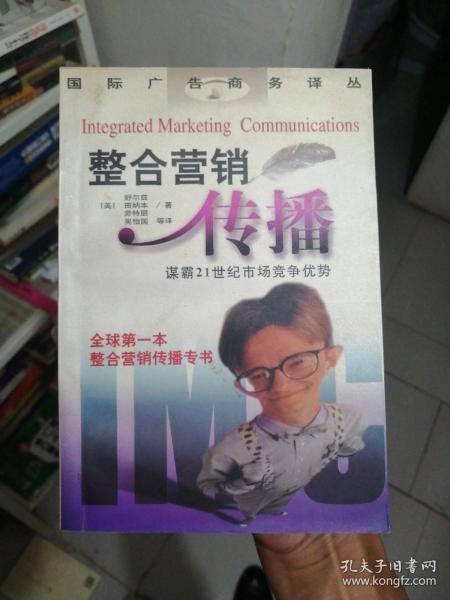 国际广告商务译丛
Integrated Marketing Communications
整合营销
传播
[美]
舒尔兹
田纳本 / 著
劳特朋
吴怡国 等译
谋霸21世纪市场竞争优势
全球第一本
整合营销传播专书
IMC
孔夫子旧书网
www.kongfz.com